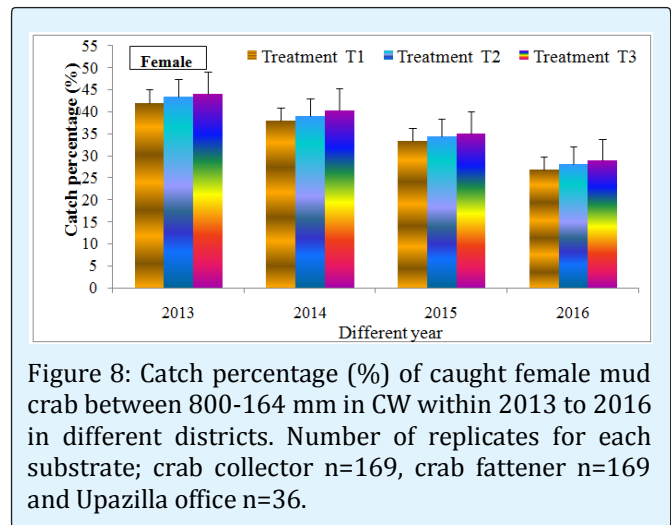 55
50
45
40
35
30
25
20
15
10
5
0
Catch percentage (%)
Female
Treatment T1 Treatment T2 Treatment T3
2013 2014 2015 2016
Different year
Figure 8: Catch percentage (%) of caught female mud
crab between 800-164 mm in CW within 2013 to 2016
in different districts. Number of replicates for each
substrate; crab collector n=169, crab fattener n=169
and Upazilla office n=36.